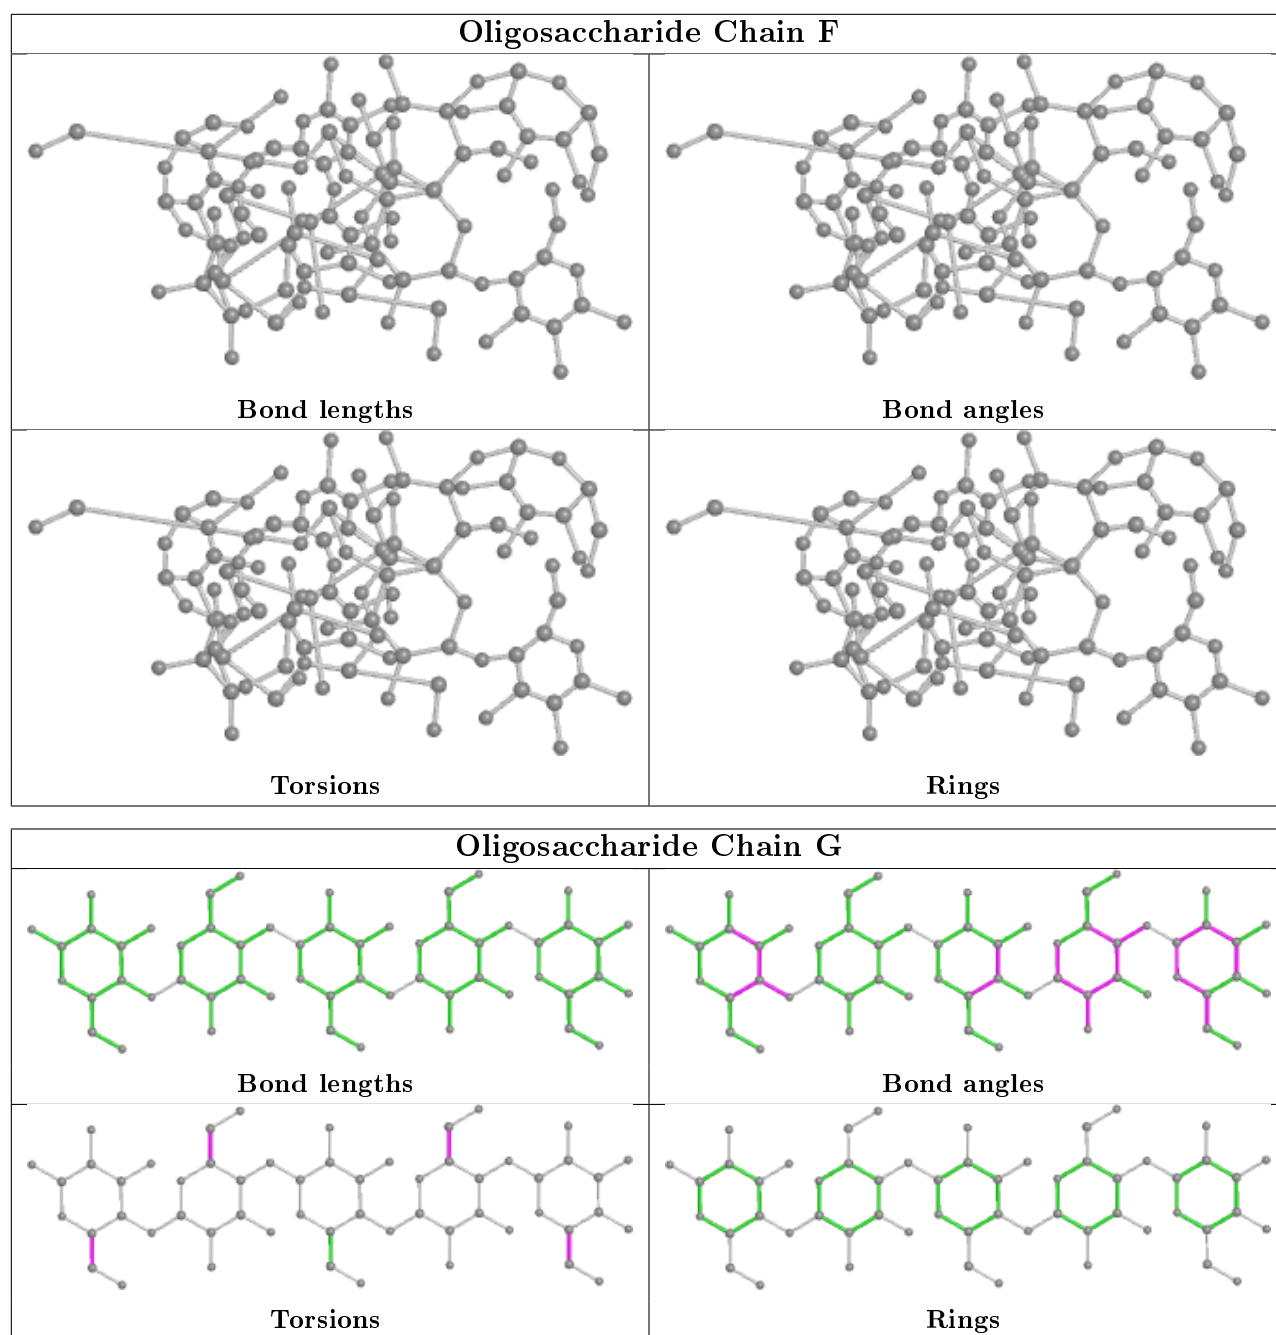 Oligosaccharide Chain F
Bond lengths
Bond angles
Torsions
Rings
Oligosaccharide Chain G
Bond lengths
Bond angles
Torsions
Rings